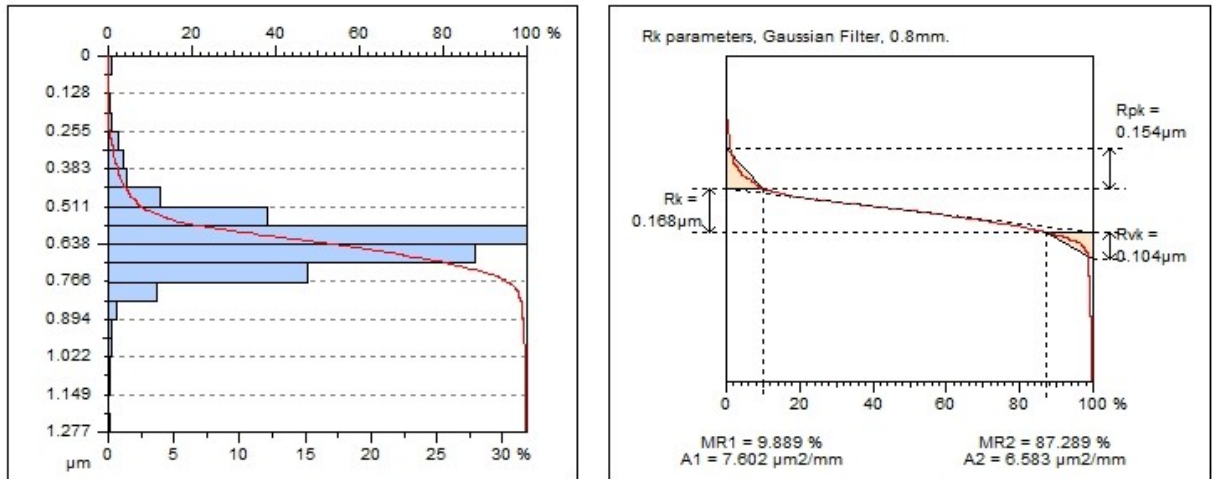 0 20 40 60 80 100 %
0
0.128
0.255
0.383
0.511
0.638
0.766
0.894
1.022
1.149
1.277
µm
0 5 10 15 20 25 30 %
Rk parameters, Gaussian Filter, 0.8mm.
Rpk =
0.154µm
Rk =
0.168µm
Rvk =
0.104µm
0 20 40 60 80 100 %
MR1 = 9.889 % MR2 = 87.289 %
A1 = 7.602 µm2/mm A2 = 6.583 µm2/mm